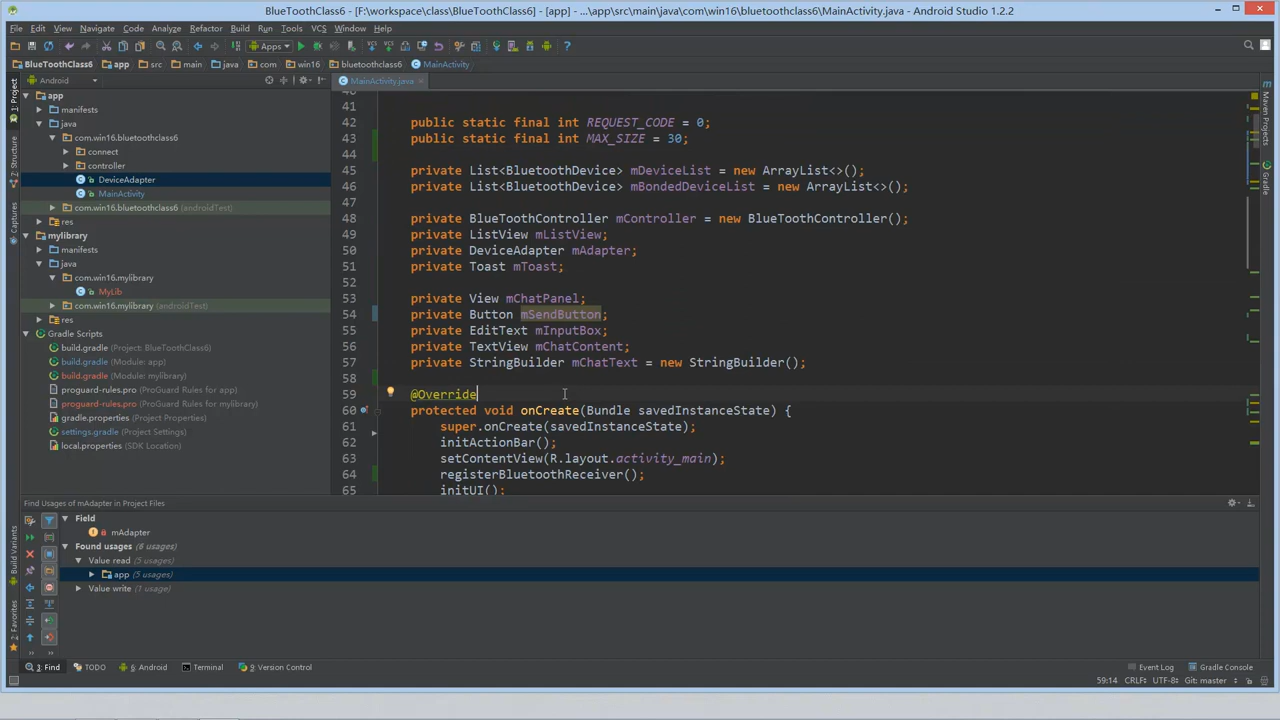 BlueToothClass6 - [F:\workspace\class\BlueToothClass6] - [app] - ...\app\src\main\java\com\win16\bluetoothclass6\MainActivity.java - Android Studio 1.2.2
File Edit View Navigate Code Analyze Refactor Build Run Tools VCS Window Help
Apps
BlueToothClass6 app src main java com win16 bluetoothclass6 MainActivity
Android
MainActivity.java
1: Project
Z: Structure
Captures
Build Variants
Favorites
Maven Projects
Gradle
app
manifests
java
com.win16.bluetoothclass6
connect
controller
DeviceAdapter
MainActivity
com.win16.bluetoothclass6 (androidTest)
res
mylibrary
manifests
java
com.win16.mylibrary
MyLib
com.win16.mylibrary (androidTest)
res
Gradle Scripts
build.gradle (Project: BlueToothClass6)
build.gradle (Module: app)
build.gradle (Module: mylibrary)
proguard-rules.pro (ProGuard Rules for app)
proguard-rules.pro (ProGuard Rules for mylibrary)
gradle.properties (Project Properties)
settings.gradle (Project Settings)
local.properties (SDK Location)
40
41
42 public static final int REQUEST_CODE = 0;
43 public static final int MAX_SIZE = 30;
44
45 private List<BluetoothDevice> mDeviceList = new ArrayList<>();
46 private List<BluetoothDevice> mBondedDeviceList = new ArrayList<>();
47
48 private BlueToothController mController = new BlueToothController();
49 private ListView mListView;
50 private DeviceAdapter mAdapter;
51 private Toast mToast;
52
53 private View mChatPanel;
54 private Button mSendButton;
55 private EditText mInputBox;
56 private TextView mChatContent;
57 private StringBuilder mChatText = new StringBuilder();
58
59 @Override
60 protected void onCreate(Bundle savedInstanceState) {
61 super.onCreate(savedInstanceState);
62 initActionBar();
63 setContentView(R.layout.activity_main);
64 registerBluetoothReceiver();
65 initUI();
Find Usages of mAdapter in Project Files
Field
mAdapter
Found usages (6 usages)
Value read (5 usages)
app (5 usages)
Value write (1 usage)
3: Find TODO 6: Android Terminal 9: Version Control Event Log Gradle Console
59:14 CRLF UTF-8 Git: master